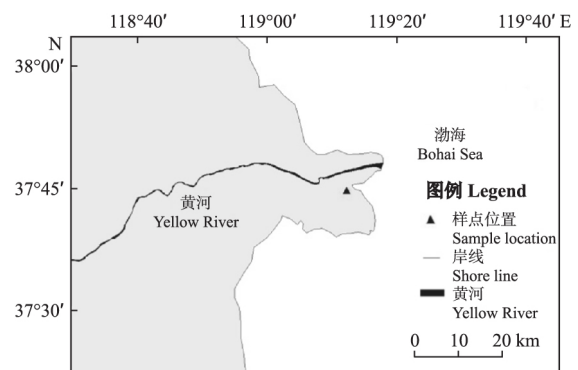 118°40′ 119°00′ 119°20′ 119°40′ E
N
38°00′
渤海
Bohai Sea
37°45′
图例 Legend
黄河
Yellow River
样点位置
Sample location
岸线
Shore line
黄河
Yellow River
37°30′
0 10 20 km